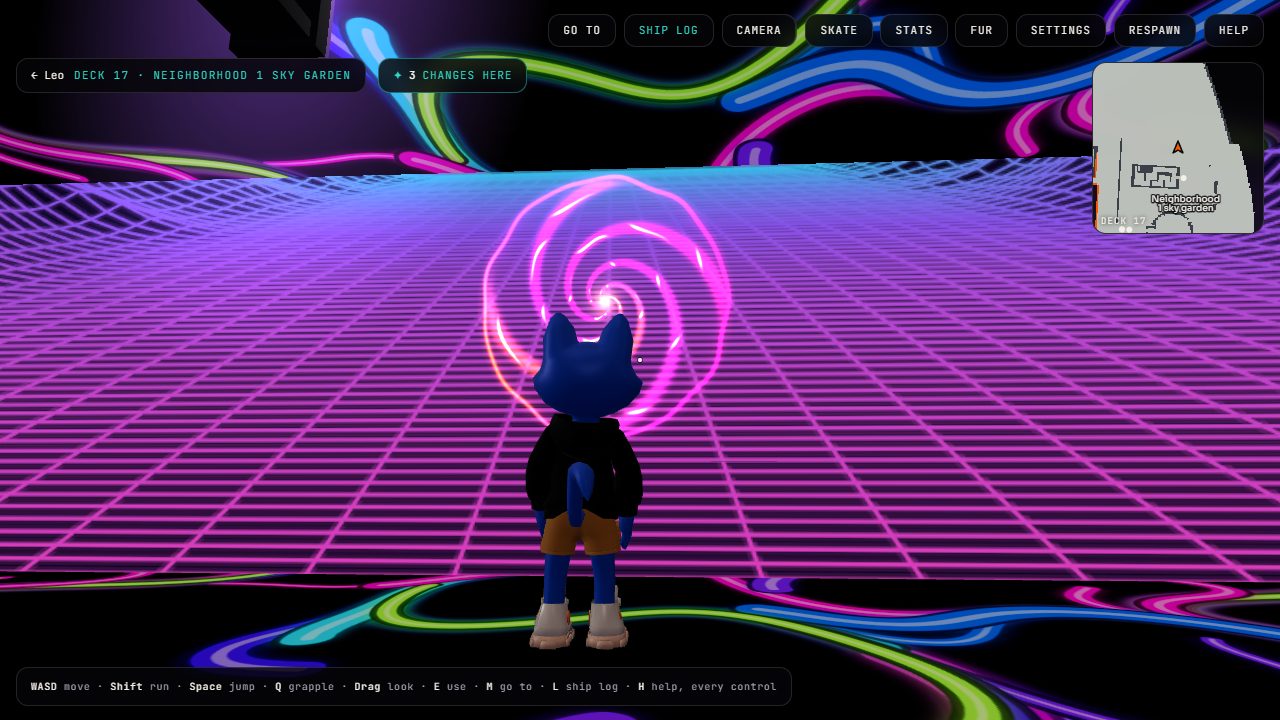 GO TO
SHIP LOG
CAMERA
SKATE
STATS
FUR
SETTINGS
RESPAWN
HELP
← Leo DECK 17 · NEIGHBORHOOD 1 SKY GARDEN
✦ 3 CHANGES HERE
Neighborhood
1 sky garden
DECK 17
WASD move · Shift run · Space jump · Q grapple · Drag look · E use · M go to · L ship log · H help, every control